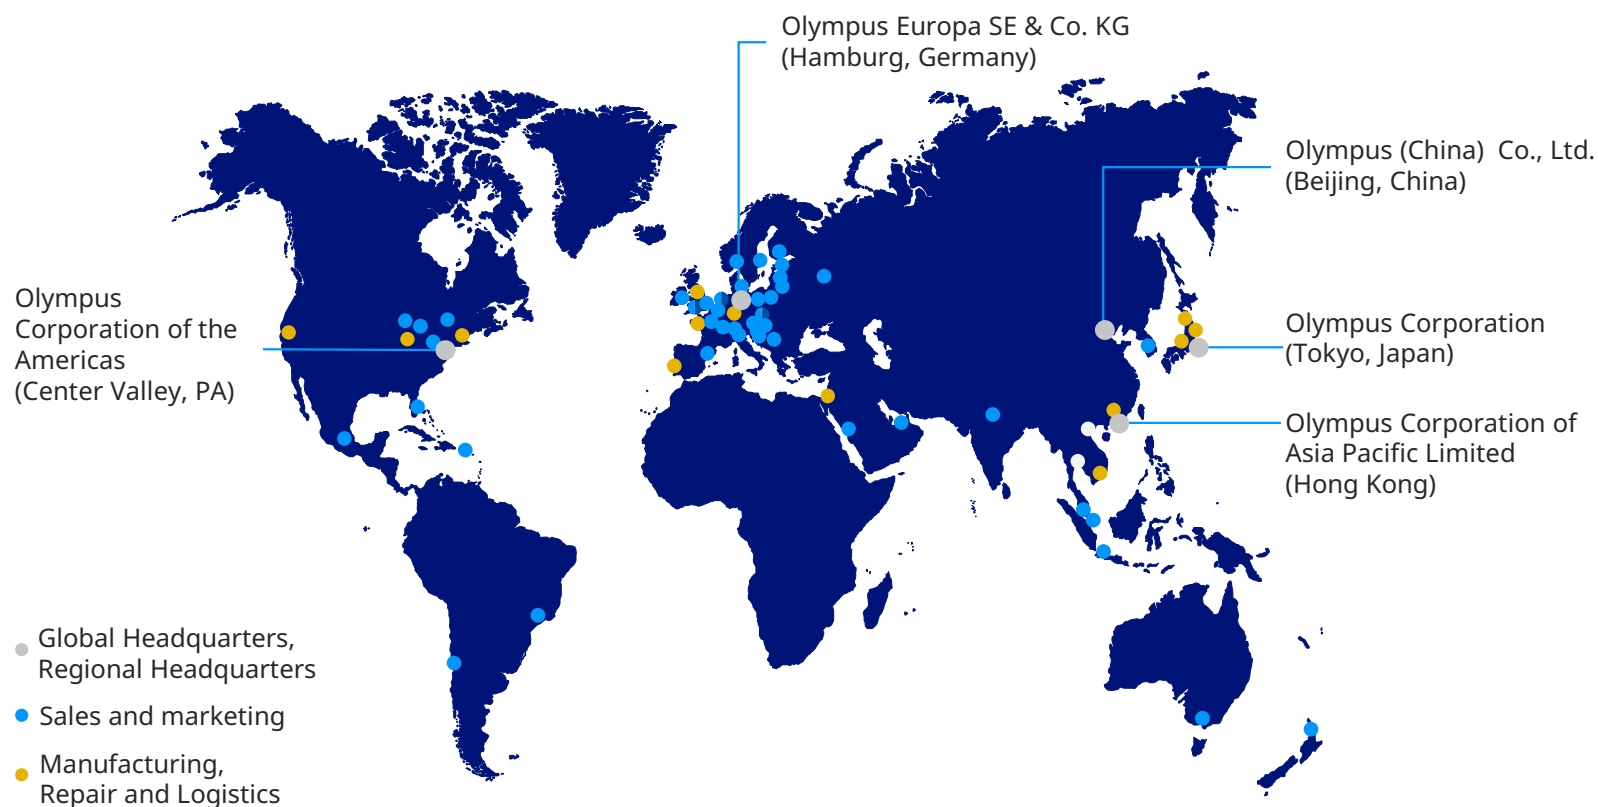 Olympus Europa SE & Co. KG
(Hamburg, Germany)
Olympus (China)  Co., Ltd.
(Beijing, China)
Olympus
Corporation of the
Americas
(Center Valley, PA)
Olympus Corporation
(Tokyo, Japan)
Olympus Corporation of
Asia Pacific Limited
(Hong Kong)
Global Headquarters,
Regional Headquarters
Sales and marketing
Manufacturing,
Repair and Logistics